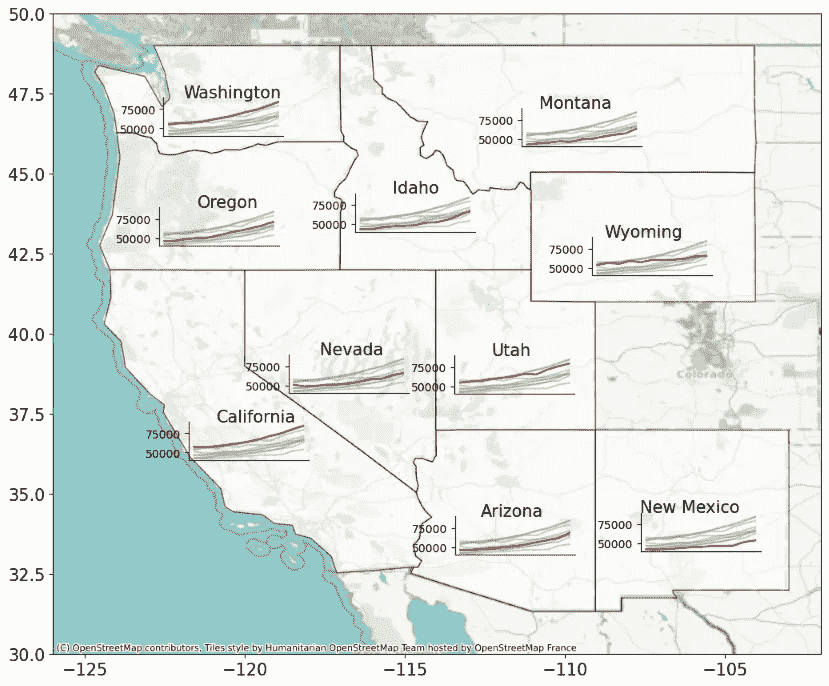 50.0
47.5
45.0
42.5
40.0
37.5
35.0
32.5
30.0
−125
−120
−115
−110
−105
Washington
75000
50000
Montana
75000
50000
Oregon
75000
50000
Idaho
75000
50000
Wyoming
75000
50000
Nevada
75000
50000
Utah
75000
50000
Colorado
California
75000
50000
Arizona
75000
50000
New Mexico
75000
50000
(C) OpenStreetMap contributors, Tiles style by Humanitarian OpenStreetMap Team hosted by OpenStreetMap France